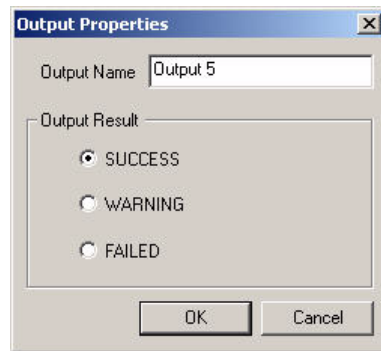 Output Properties
Output Name Output 5
Output Result
SUCCESS
WARNING
FAILED
OK Cancel